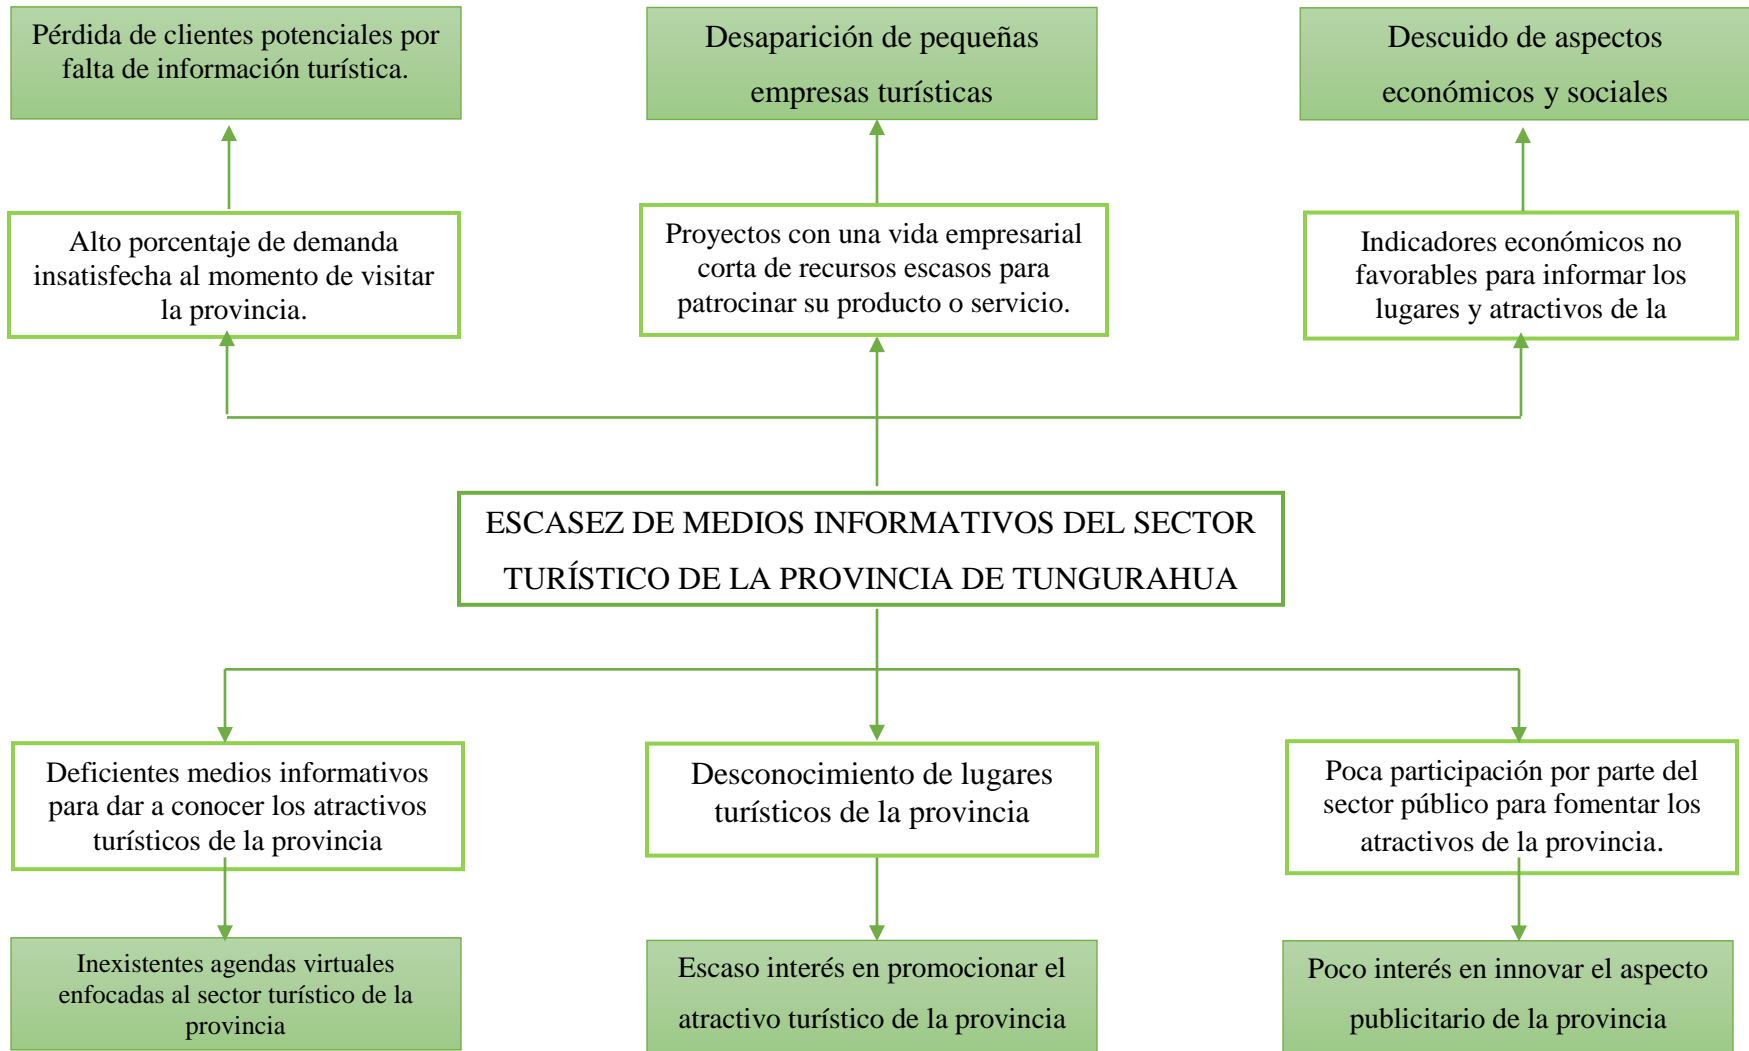 Pérdida de clientes potenciales por
falta de información turística.
Desaparición de pequeñas
empresas turísticas
Descuido de aspectos
económicos y sociales
Alto porcentaje de demanda
insatisfecha al momento de visitar
la provincia.
Proyectos con una vida empresarial
corta de recursos escasos para
patrocinar su producto o servicio.
Indicadores económicos no
favorables para informar los
lugares y atractivos de la
ESCASEZ DE MEDIOS INFORMATIVOS DEL SECTOR
TURÍSTICO DE LA PROVINCIA DE TUNGURAHUA
Deficientes medios informativos
para dar a conocer los atractivos
turísticos de la provincia
Desconocimiento de lugares
turísticos de la provincia
Poca participación por parte del
sector público para fomentar los
atractivos de la provincia.
Inexistentes agendas virtuales
enfocadas al sector turístico de la
provincia
Escaso interés en promocionar el
atractivo turístico de la provincia
Poco interés en innovar el aspecto
publicitario de la provincia